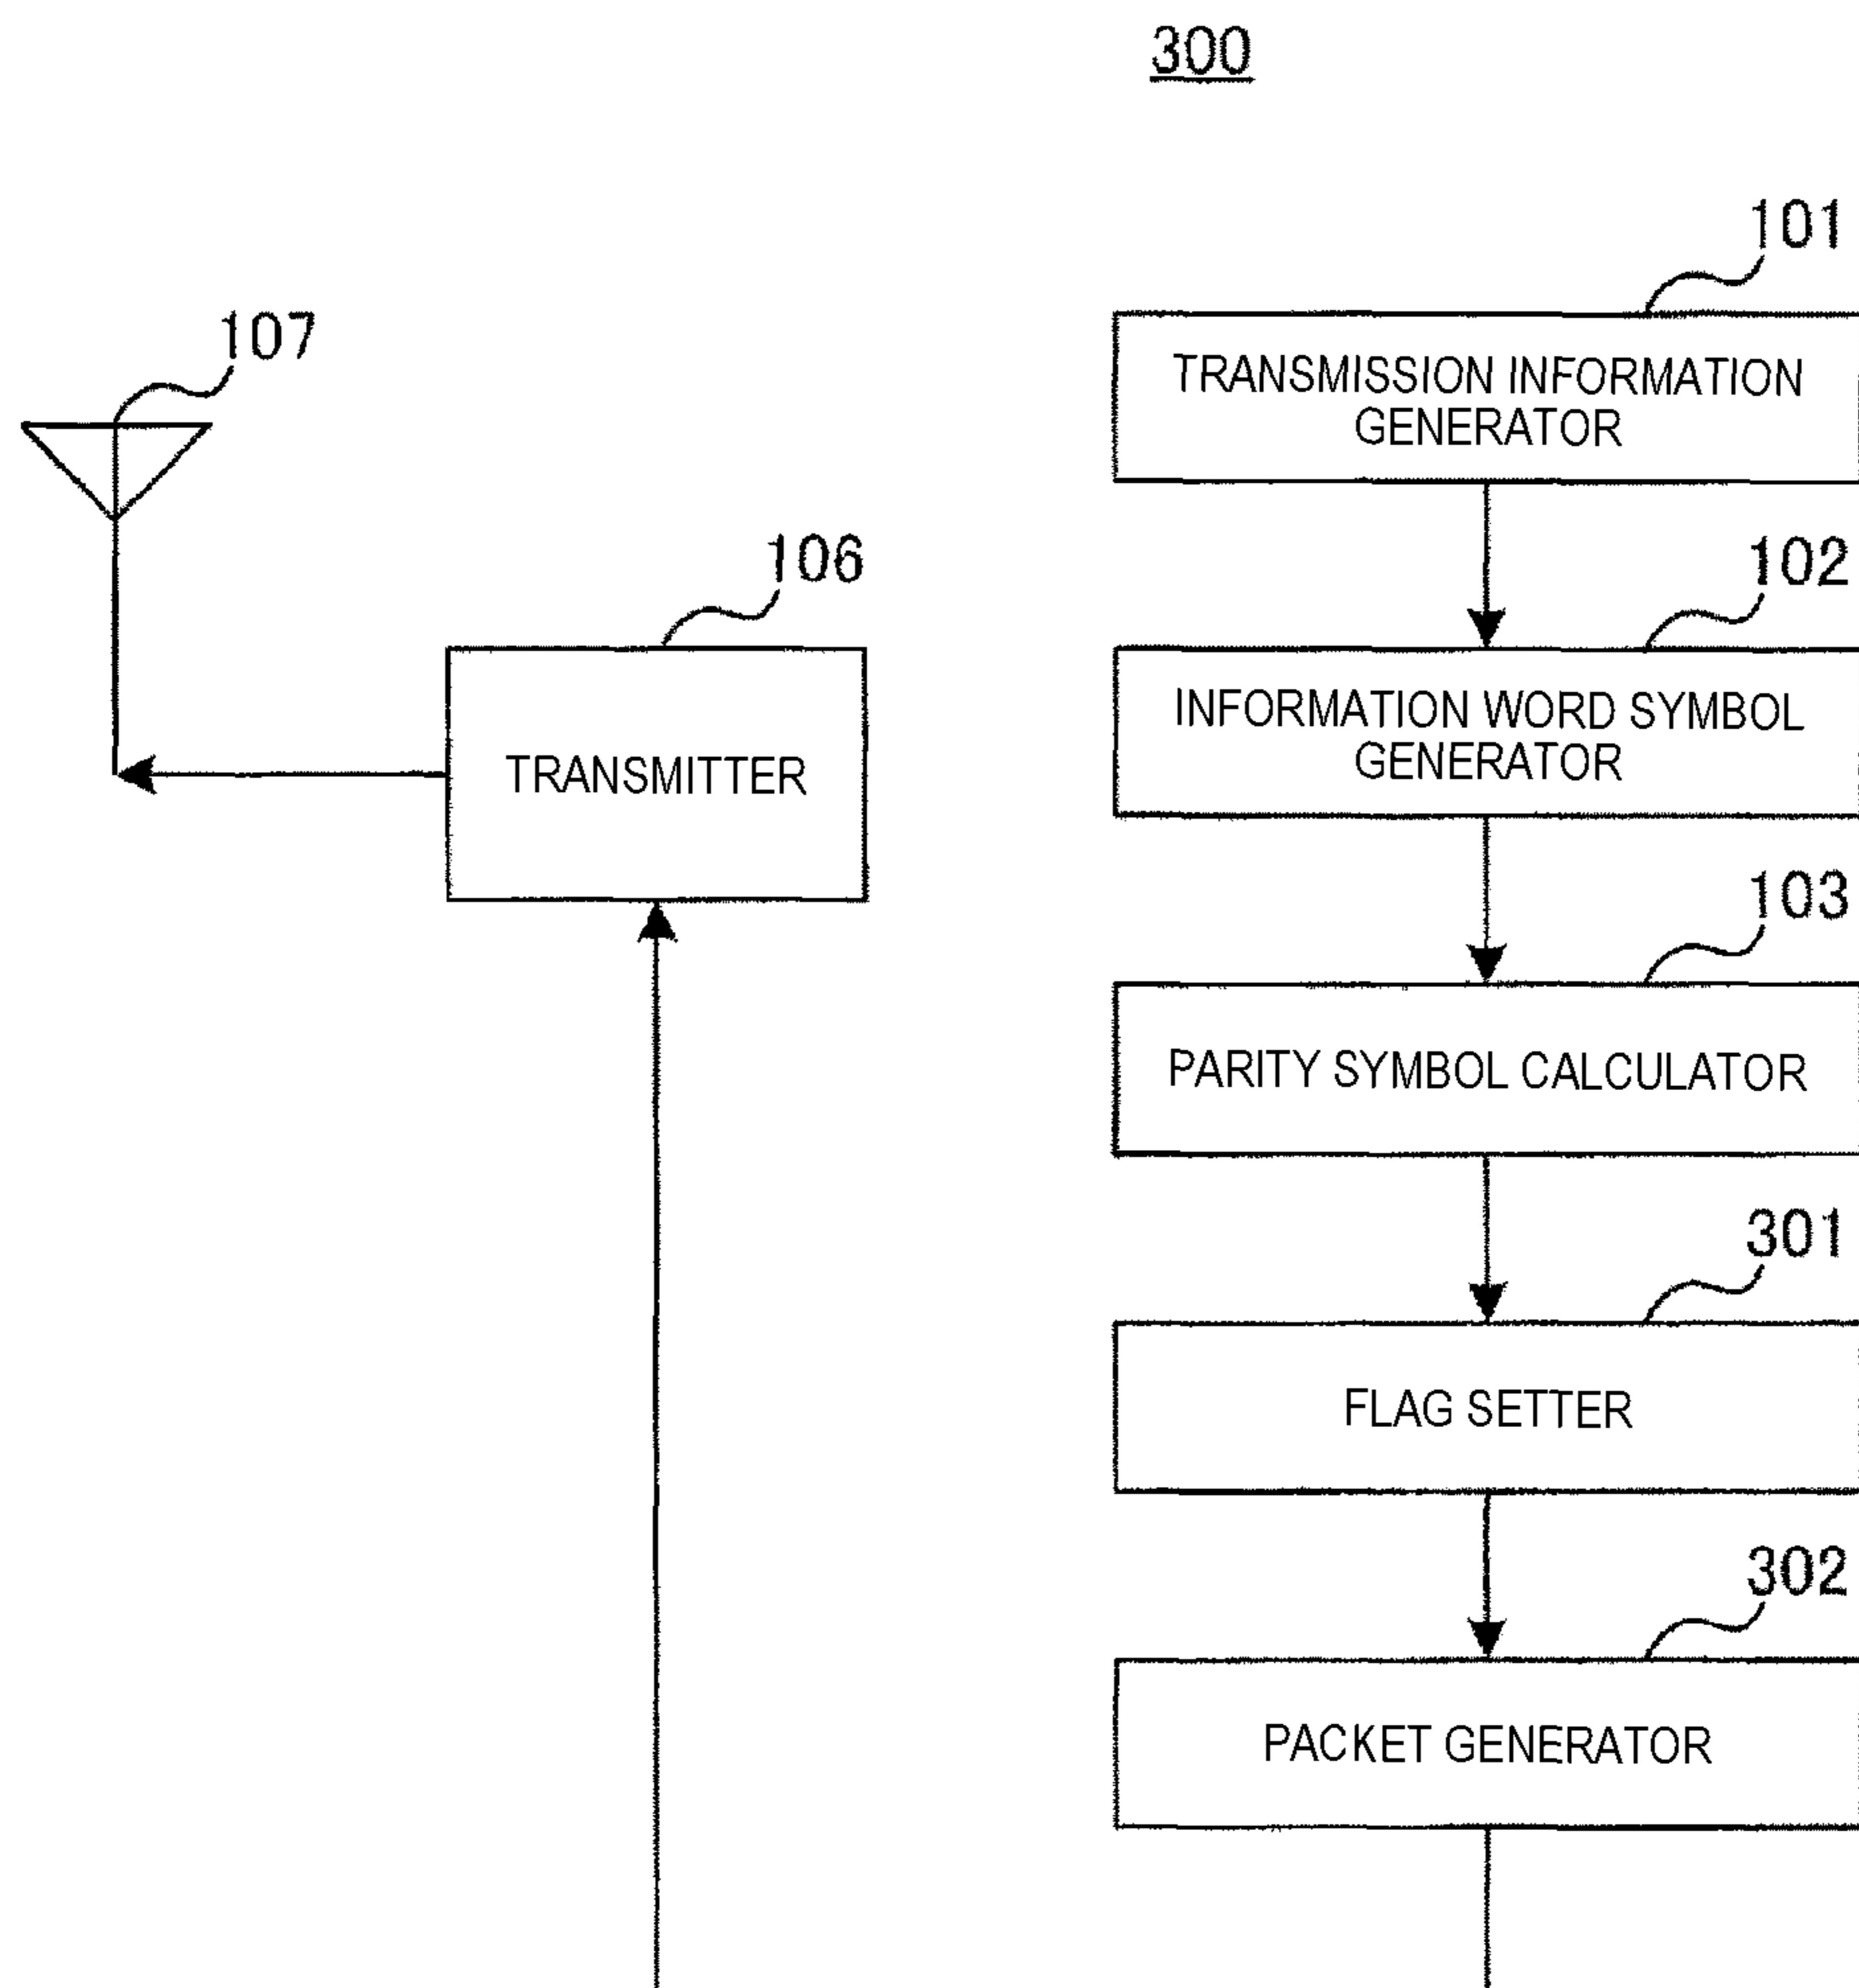 300
101
TRANSMISSION INFORMATION
GENERATOR
107
102
INFORMATION WORD SYMBOL
GENERATOR
106
TRANSMITTER
103
PARITY SYMBOL CALCULATOR
301
FLAG SETTER
302
PACKET GENERATOR